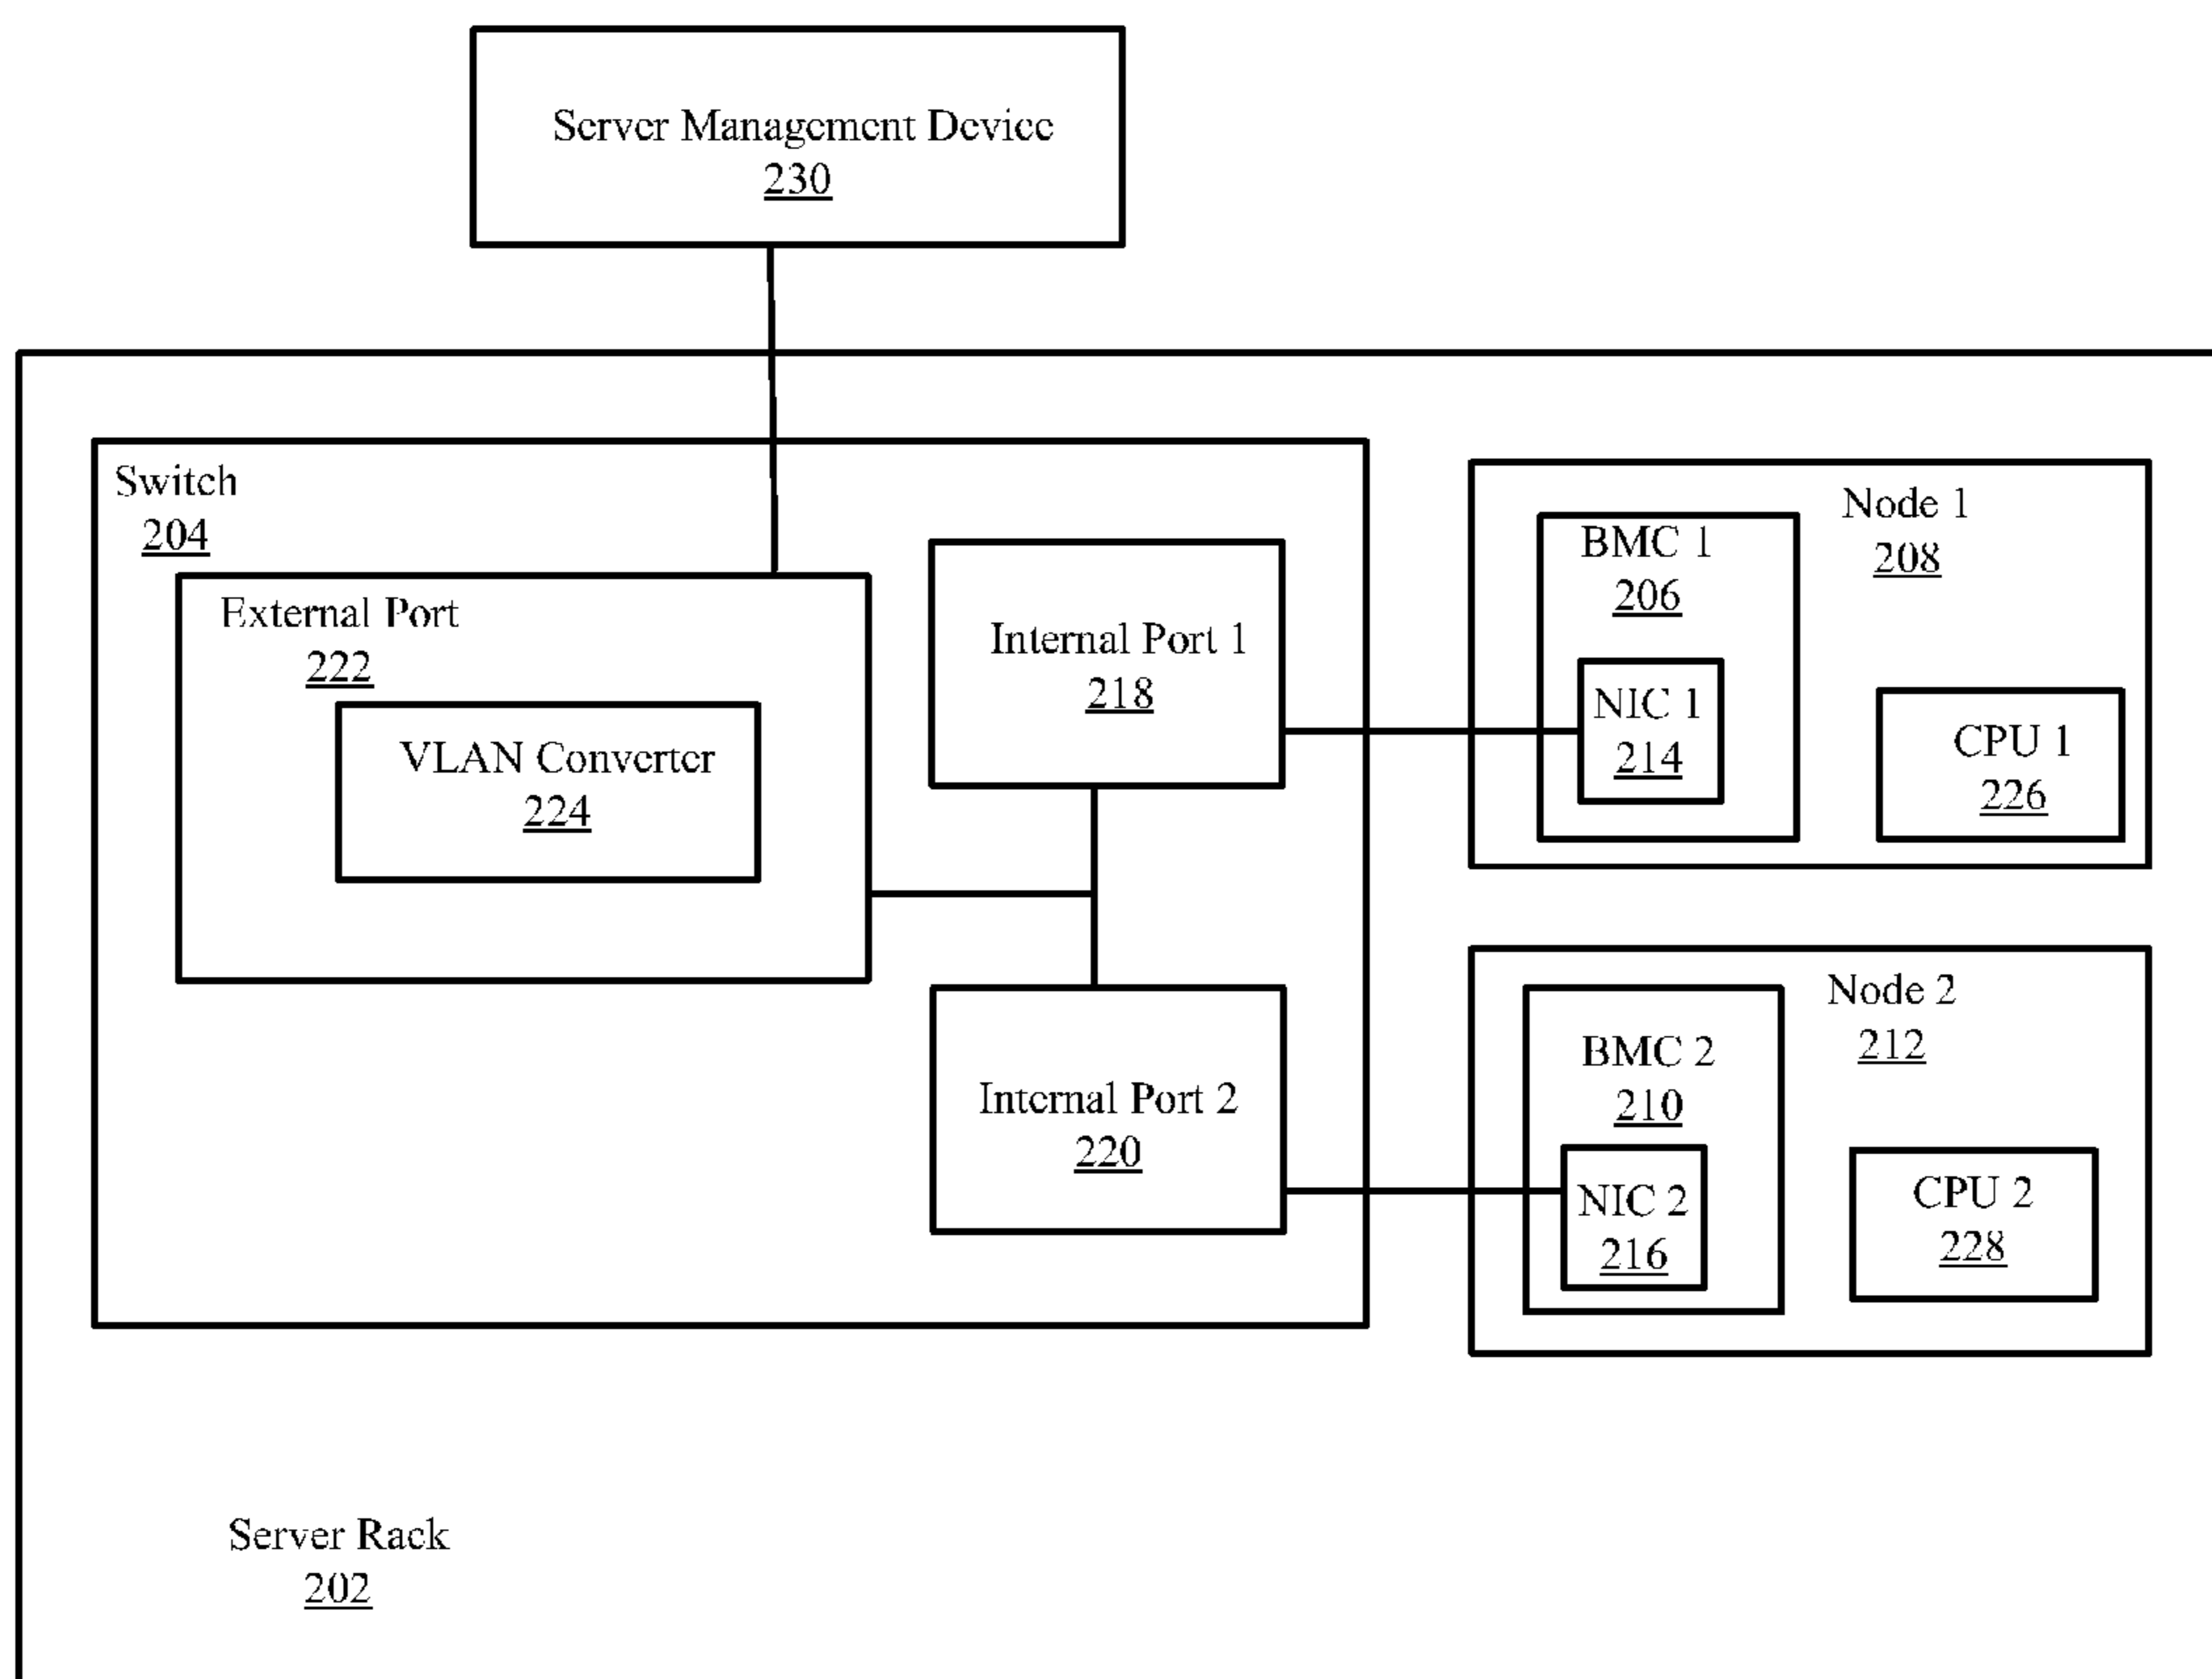 Server Management Device
230
Switch
204
External Port
222
VLAN Converter
224
Internal Port 1
218
Internal Port 2
220
Node 1
208
BMC 1
206
NIC 1
214
CPU 1
226
Node 2
212
BMC 2
210
NIC 2
216
CPU 2
228
Server Rack
202